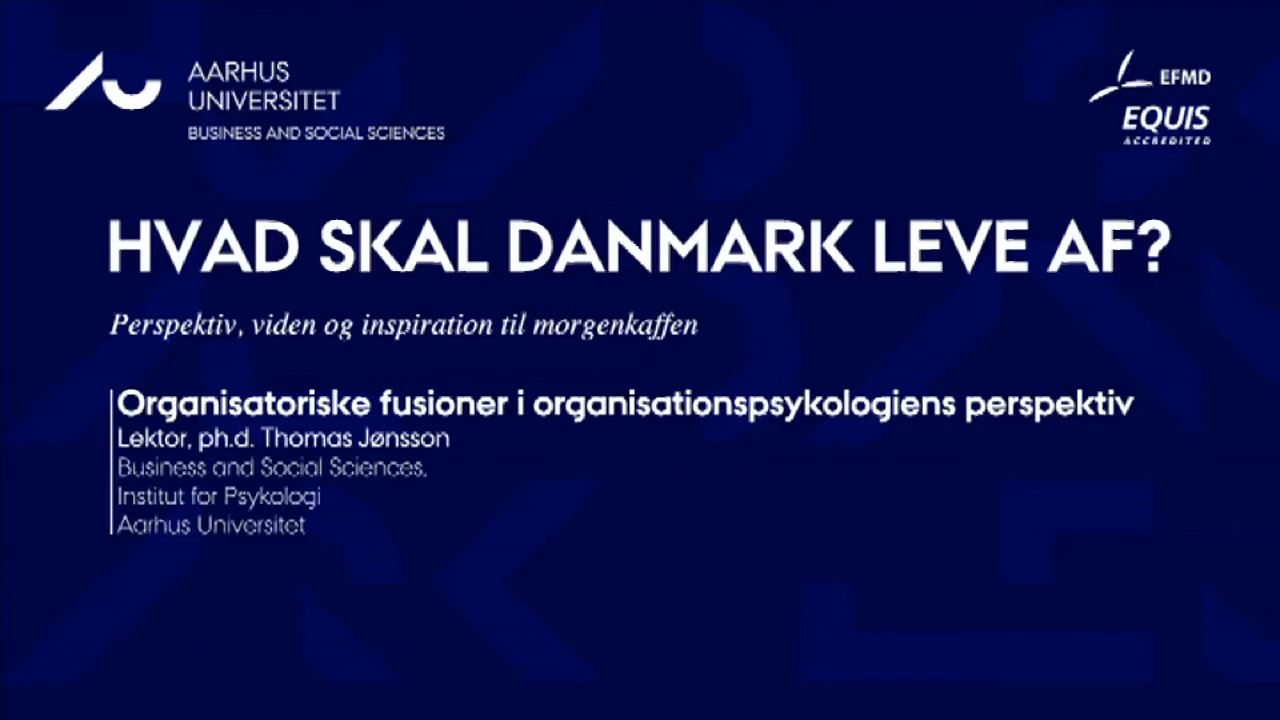 AARHUS
UNIVERSITET
BUSINESS AND SOCIAL SCIENCES
EFMD
EQUIS
ACCREDITED
HVAD SKAL DANMARK LEVE AF?
Perspektiv, viden og inspiration til morgenkaffen
Organisatoriske fusioner i organisationspsykologiens perspektiv
Lektor, ph.d. Thomas Jønsson
Business and Social Sciences,
Institut for Psykologi
Aarhus Universitet